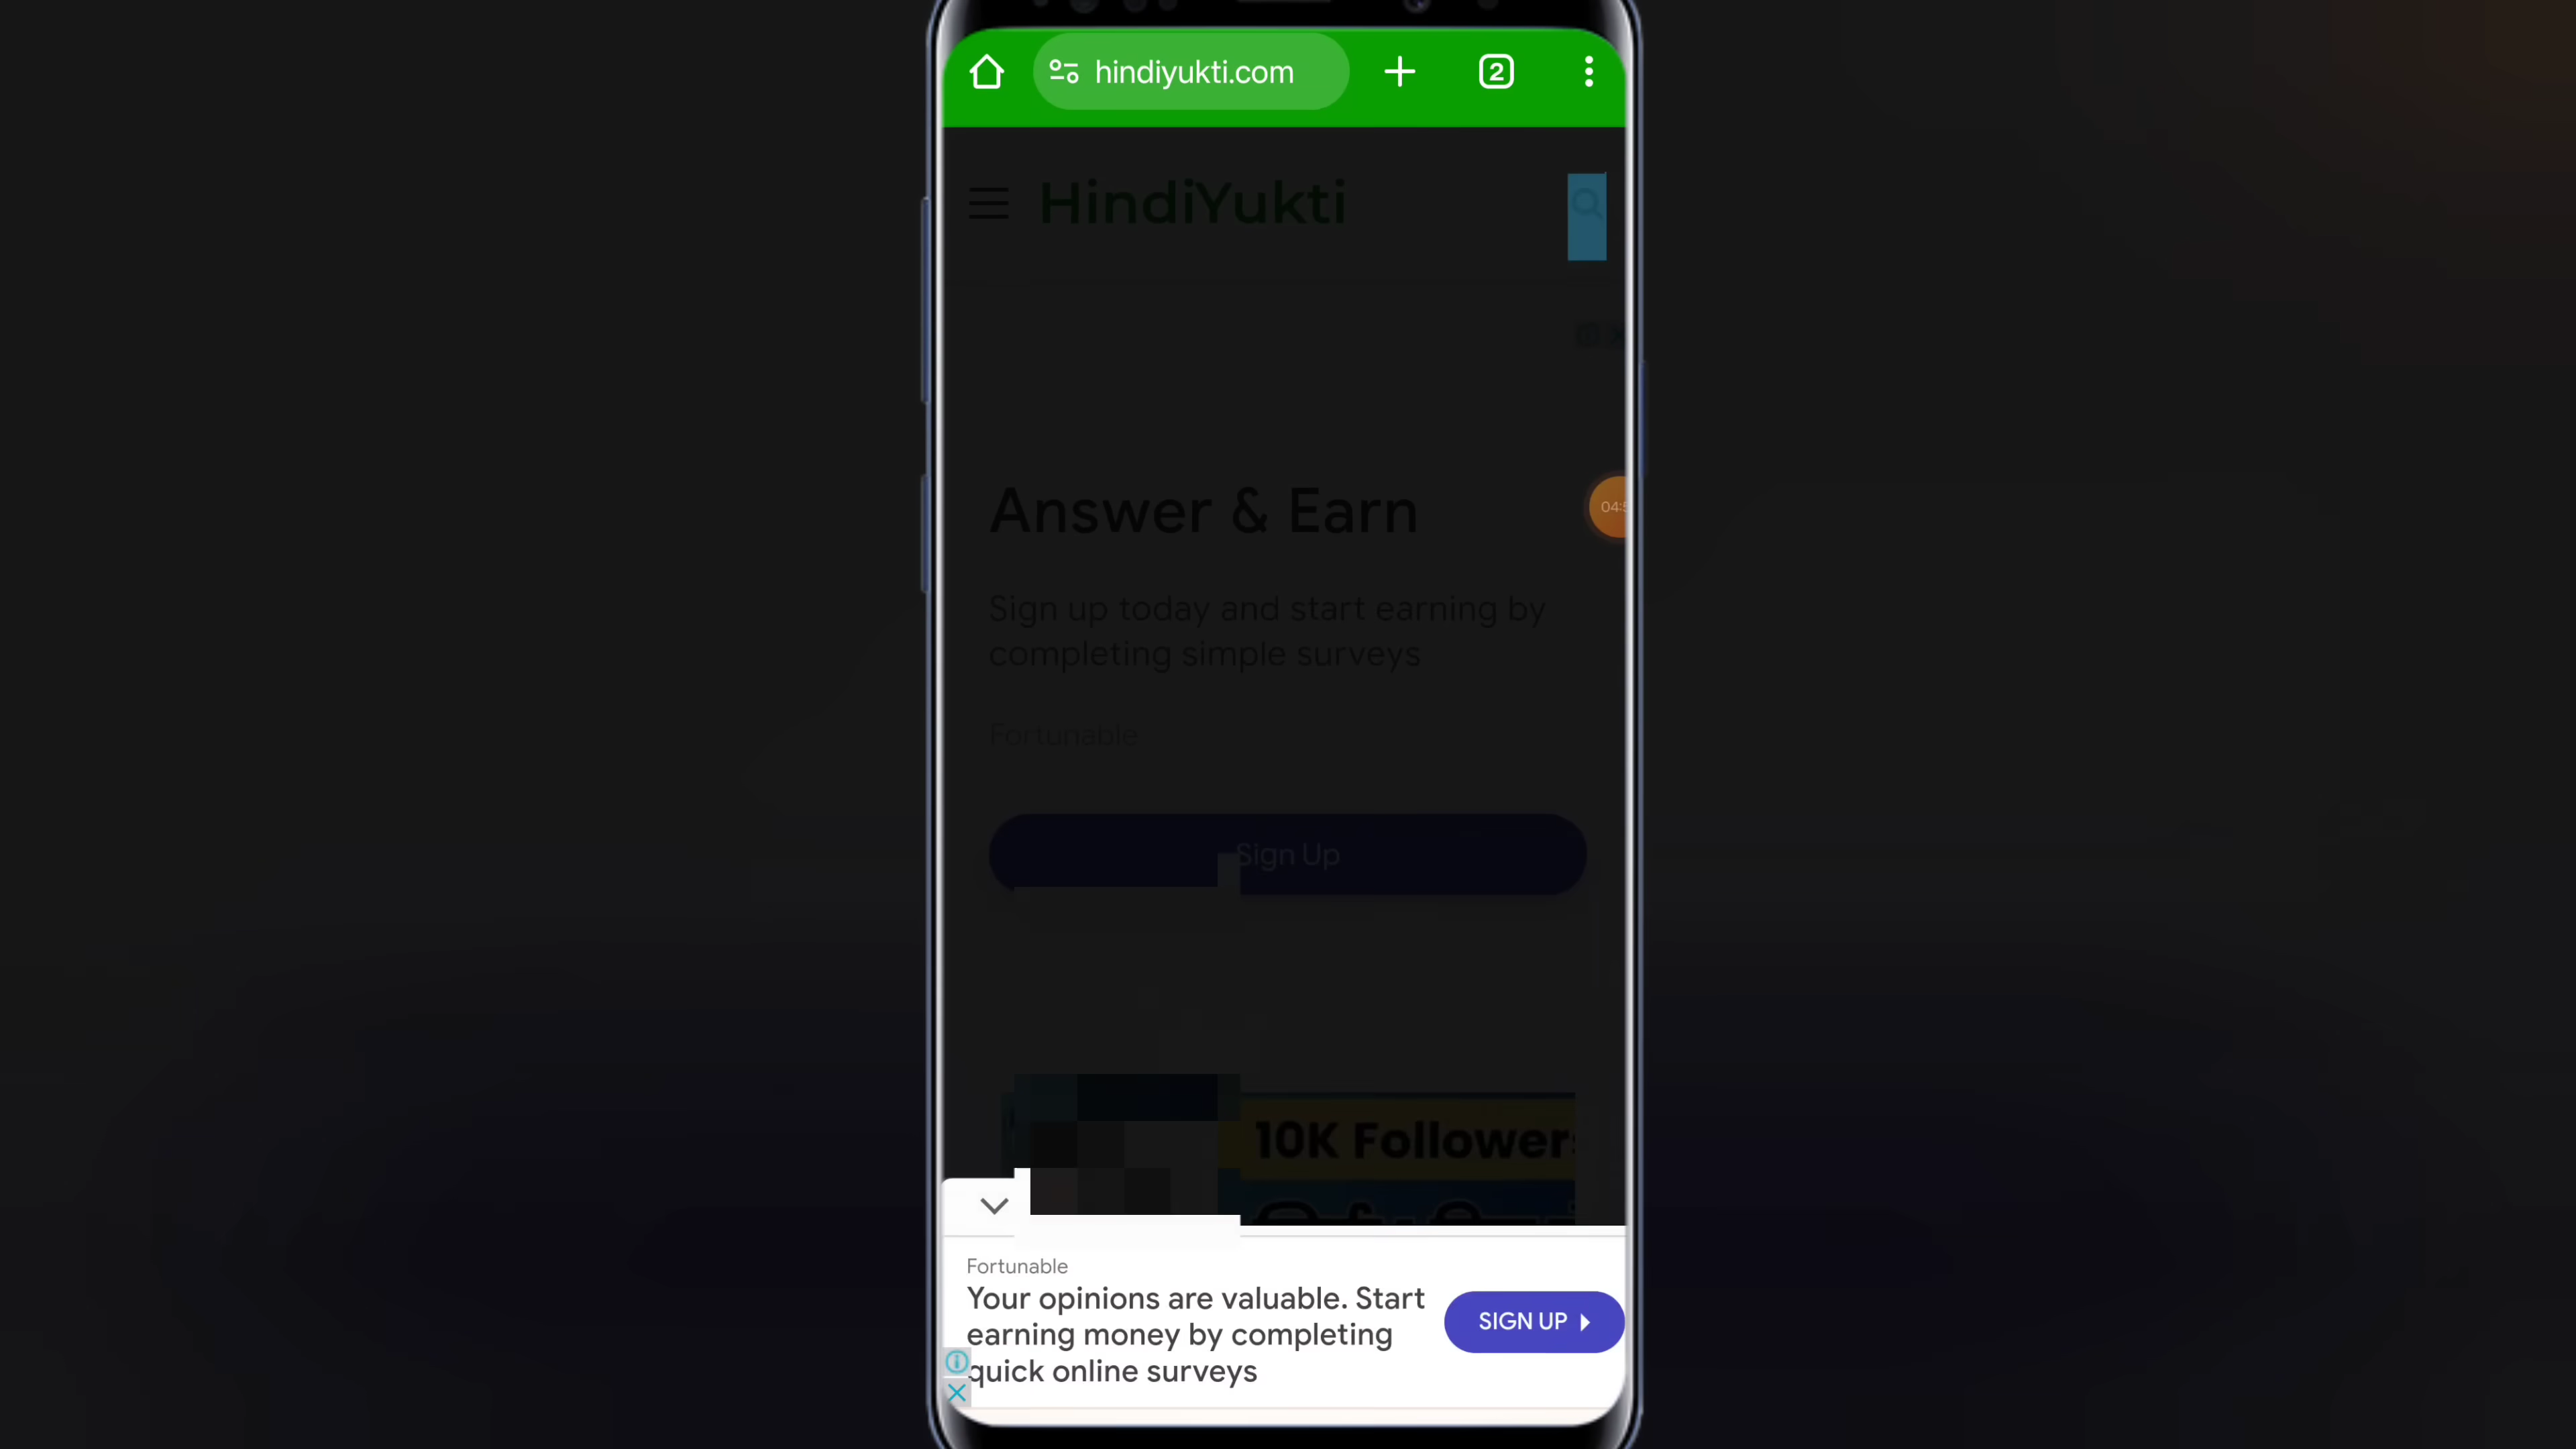 hindiyukti.com
2
HindiYukti
Answer & Earn
Sign up today and start earning by
completing simple surveys
Fortunable
Sign Up
10K Followers
Fortunable
Your opinions are valuable. Start
earning money by completing
quick online surveys
SIGN UP